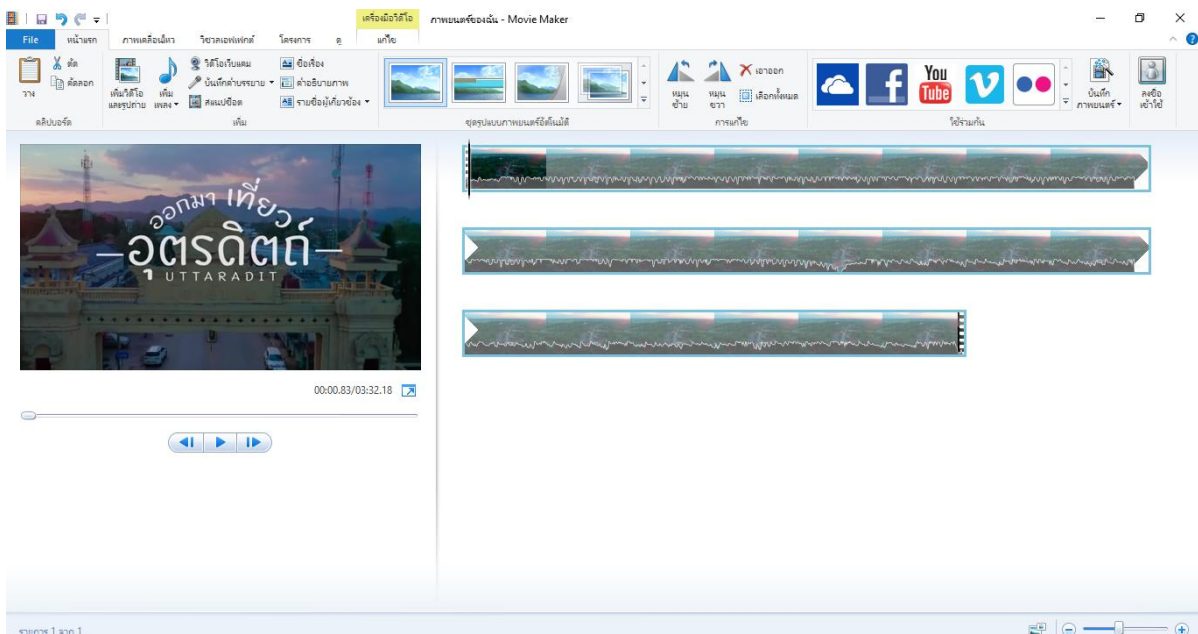 เครื่องมือวิดีโอ
ภาพยนตร์ของฉัน - Movie Maker
File
หน้าแรก
ภาพเคลื่อนไหว
วิชวลเอฟเฟกต์
โครงการ
ดู
แก้ไข
วาง
ตัด
คัดลอก
คลิปบอร์ด
เพิ่มวิดีโอ
และรูปถ่าย
เพิ่ม
เพลง
วิดีโอเว็บแคม
บันทึกคำบรรยาย
สแนปช็อต
ชื่อเรื่อง
คำอธิบายภาพ
รายชื่อผู้เกี่ยวข้อง
เพิ่ม
ชุดรูปแบบภาพยนตร์อัตโนมัติ
หมุน
ซ้าย
หมุน
ขวา
เอาออก
เลือกทั้งหมด
การแก้ไข
You
Tube
ใช้ร่วมกัน
บันทึก
ภาพยนตร์
ลงชื่อ
เข้าใช้
ออกมา เที่ยว
อุตรดิตถ์
UTTARADIT
00:00.83/03:32.18
รายการ 1 จาก 1